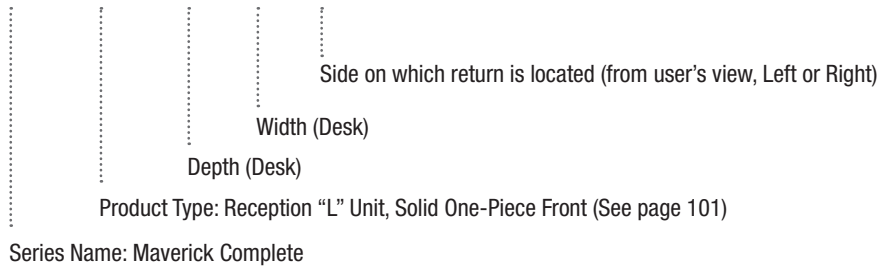 Side on which return is located (from user’s view, Left or Right)
Width (Desk)
Depth (Desk)
Product Type: Reception “L” Unit, Solid One-Piece Front (See page 101)
Series Name: Maverick Complete